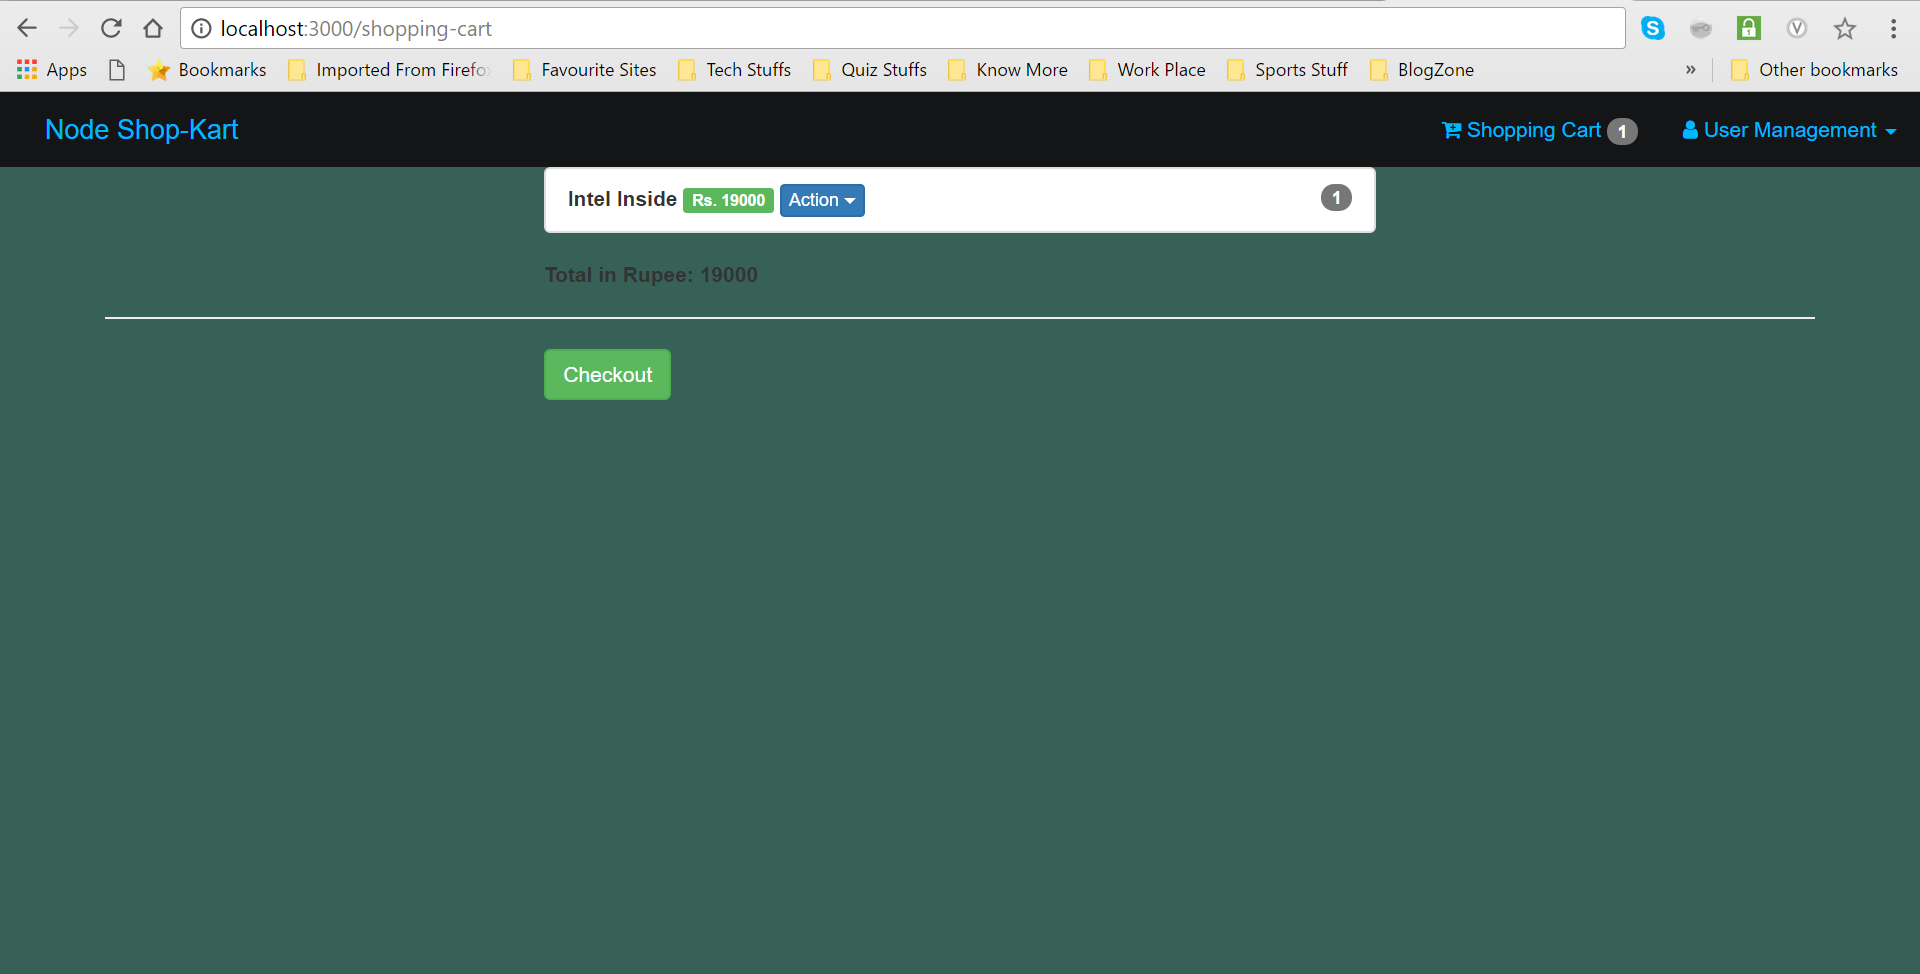 localhost:3000/shopping-cart
Apps Bookmarks Imported From Firefo Favourite Sites Tech Stuffs Quiz Stuffs Know More Work Place Sports Stuff BlogZone » Other bookmarks
Node Shop-Kart Shopping Cart 1 User Management
Intel Inside Rs. 19000 Action 1
Total in Rupee: 19000
Checkout